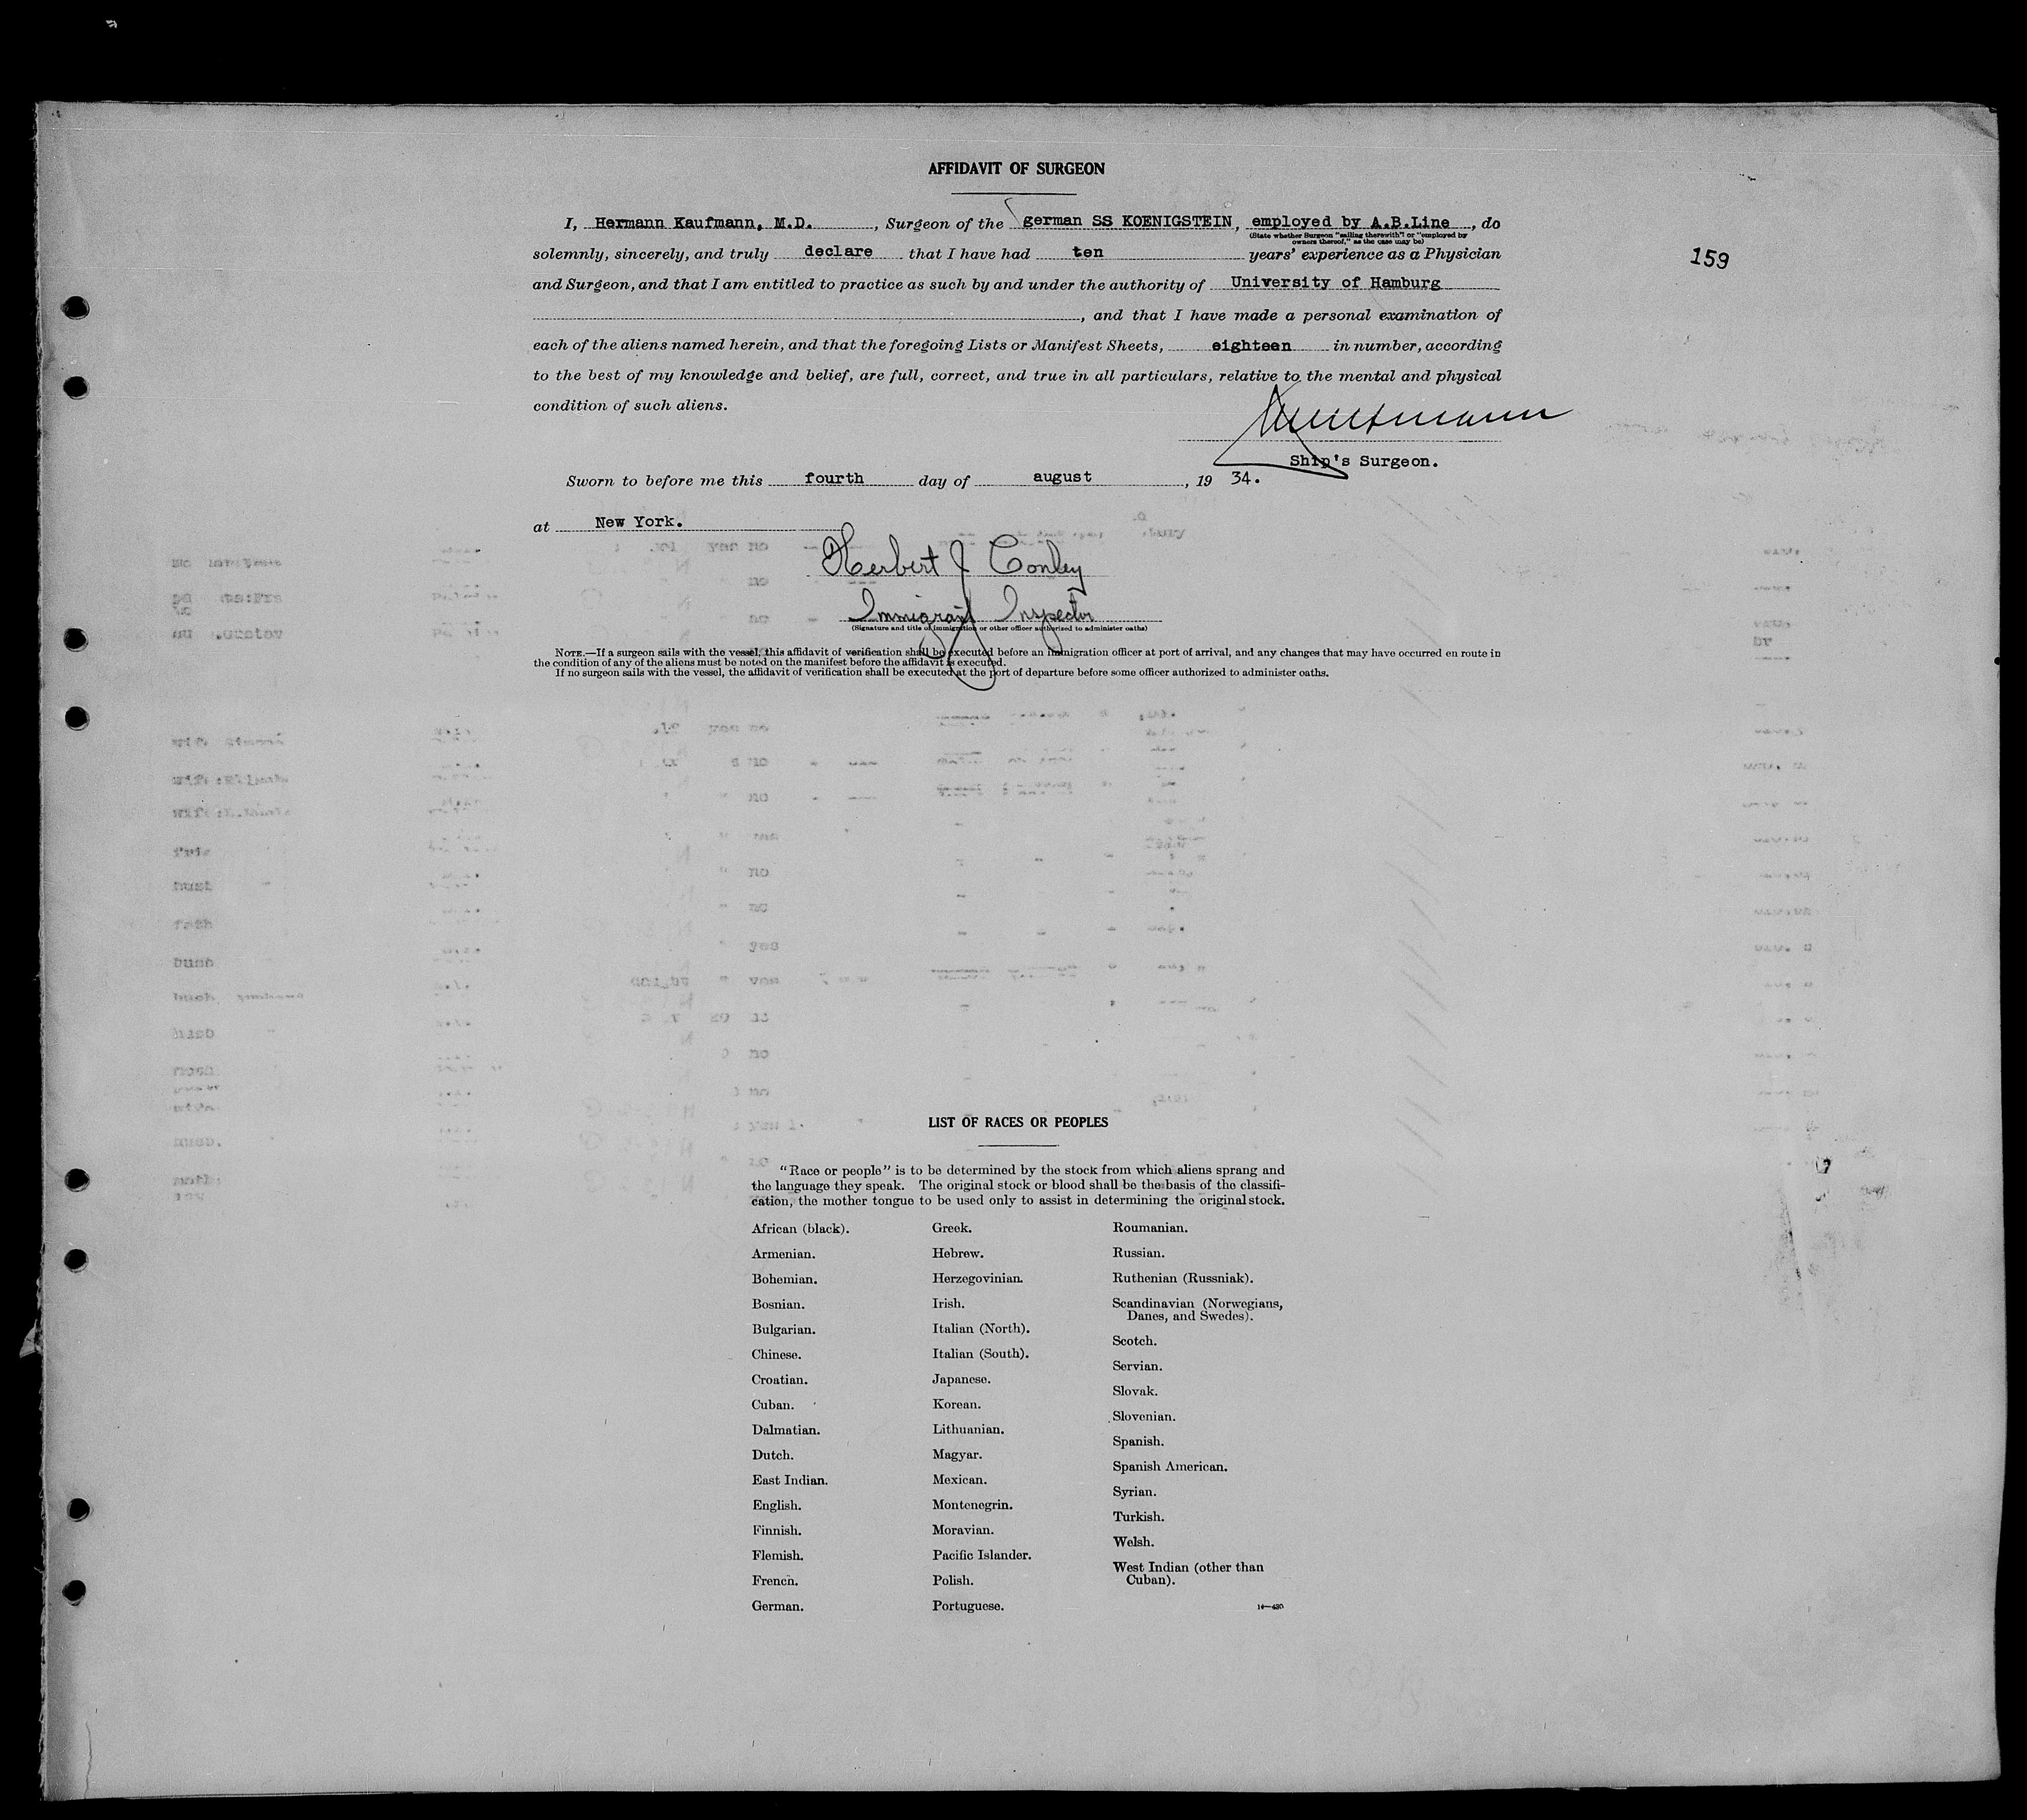 AFFIDAVIT OF SURGEON
I, Hermann Kaufmann, M.D. , Surgeon of the german SS KOENIGSTEIN, employed by A.B.Line , do
(State whether Surgeon "sailing therewith" or "employed by
owners thereof," as the case may be)
159
solemnly, sincerely, and truly declare that I have had ten years' experience as a Physician
and Surgeon, and that I am entitled to practice as such by and under the authority of University of Hamburg
, and that I have made a personal examination of
each of the aliens named herein, and that the foregoing Lists or Manifest Sheets, eighteen in number, according
to the best of my knowledge and belief, are full, correct, and true in all particulars, relative to the mental and physical
condition of such aliens.
Kaufmann
Ship's Surgeon.
Sworn to before me this fourth day of august , 19 34.
at New York.
Herbert J Conley
Immigrant Inspector
(Signature and title of immigration or other officer authorized to administer oaths)
NOTE.—If a surgeon sails with the vessel, this affidavit of verification shall be executed before an immigration officer at port of arrival, and any changes that may have occurred en route in
the condition of any of the aliens must be noted on the manifest before the affidavit is executed.
If no surgeon sails with the vessel, the affidavit of verification shall be executed at the port of departure before some officer authorized to administer oaths.
LIST OF RACES OR PEOPLES
"Race or people" is to be determined by the stock from which aliens sprang and
the language they speak. The original stock or blood shall be the basis of the classifi-
cation, the mother tongue to be used only to assist in determining the original stock.
African (black).
Armenian.
Bohemian.
Bosnian.
Bulgarian.
Chinese.
Croatian.
Cuban.
Dalmatian.
Dutch.
East Indian.
English.
Finnish.
Flemish.
French.
German.
Greek.
Hebrew.
Herzegovinian.
Irish.
Italian (North).
Italian (South).
Japanese.
Korean.
Lithuanian.
Magyar.
Mexican.
Montenegrin.
Moravian.
Pacific Islander.
Polish.
Portuguese.
Roumanian.
Russian.
Ruthenian (Russniak).
Scandinavian (Norwegians,
Danes, and Swedes).
Scotch.
Servian.
Slovak.
Slovenian.
Spanish.
Spanish American.
Syrian.
Turkish.
Welsh.
West Indian (other than
Cuban).